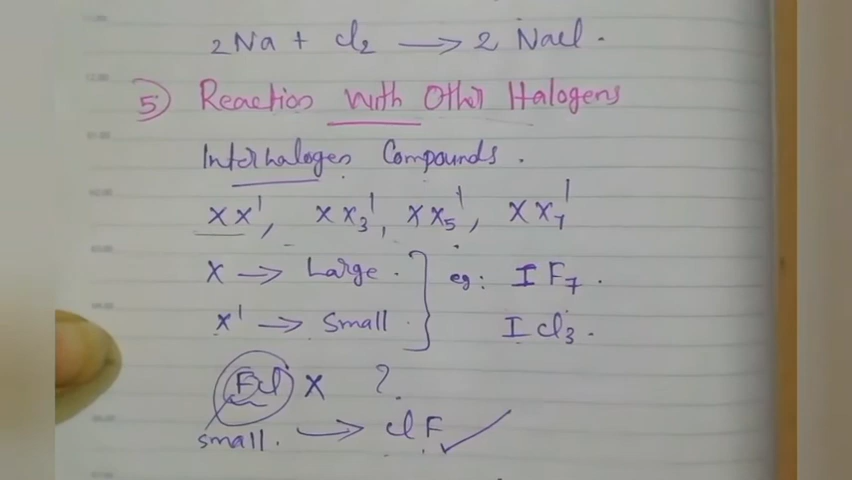 2Na + Cl₂ ⟶ 2 NaCl.
5) Reaction With Other Halogens
Interhalogen Compounds.
XX', XX₃', XX₅', XX₇'
X ⟶ Large. } eg: IF₇.
X' ⟶ Small. } ICl₃.
FCl X ?
small. ⟶ ClF ✓